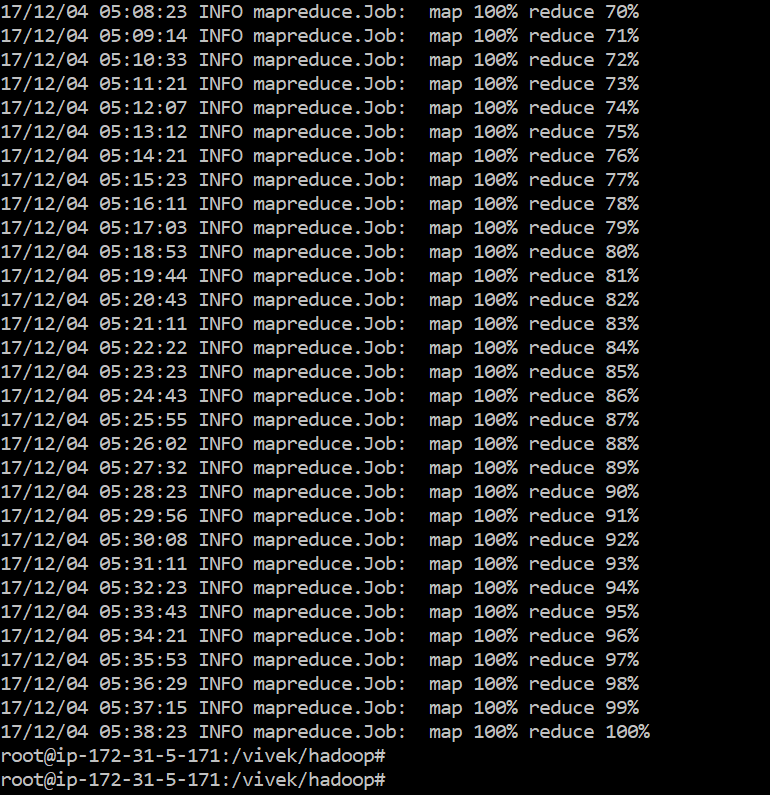 17/12/04 05:08:23 INFO mapreduce.Job:  map 100% reduce 70%
17/12/04 05:09:14 INFO mapreduce.Job:  map 100% reduce 71%
17/12/04 05:10:33 INFO mapreduce.Job:  map 100% reduce 72%
17/12/04 05:11:21 INFO mapreduce.Job:  map 100% reduce 73%
17/12/04 05:12:07 INFO mapreduce.Job:  map 100% reduce 74%
17/12/04 05:13:12 INFO mapreduce.Job:  map 100% reduce 75%
17/12/04 05:14:21 INFO mapreduce.Job:  map 100% reduce 76%
17/12/04 05:15:23 INFO mapreduce.Job:  map 100% reduce 77%
17/12/04 05:16:11 INFO mapreduce.Job:  map 100% reduce 78%
17/12/04 05:17:03 INFO mapreduce.Job:  map 100% reduce 79%
17/12/04 05:18:53 INFO mapreduce.Job:  map 100% reduce 80%
17/12/04 05:19:44 INFO mapreduce.Job:  map 100% reduce 81%
17/12/04 05:20:43 INFO mapreduce.Job:  map 100% reduce 82%
17/12/04 05:21:11 INFO mapreduce.Job:  map 100% reduce 83%
17/12/04 05:22:22 INFO mapreduce.Job:  map 100% reduce 84%
17/12/04 05:23:23 INFO mapreduce.Job:  map 100% reduce 85%
17/12/04 05:24:43 INFO mapreduce.Job:  map 100% reduce 86%
17/12/04 05:25:55 INFO mapreduce.Job:  map 100% reduce 87%
17/12/04 05:26:02 INFO mapreduce.Job:  map 100% reduce 88%
17/12/04 05:27:32 INFO mapreduce.Job:  map 100% reduce 89%
17/12/04 05:28:23 INFO mapreduce.Job:  map 100% reduce 90%
17/12/04 05:29:56 INFO mapreduce.Job:  map 100% reduce 91%
17/12/04 05:30:08 INFO mapreduce.Job:  map 100% reduce 92%
17/12/04 05:31:11 INFO mapreduce.Job:  map 100% reduce 93%
17/12/04 05:32:23 INFO mapreduce.Job:  map 100% reduce 94%
17/12/04 05:33:43 INFO mapreduce.Job:  map 100% reduce 95%
17/12/04 05:34:21 INFO mapreduce.Job:  map 100% reduce 96%
17/12/04 05:35:53 INFO mapreduce.Job:  map 100% reduce 97%
17/12/04 05:36:29 INFO mapreduce.Job:  map 100% reduce 98%
17/12/04 05:37:15 INFO mapreduce.Job:  map 100% reduce 99%
17/12/04 05:38:23 INFO mapreduce.Job:  map 100% reduce 100%
root@ip-172-31-5-171:/vivek/hadoop#
root@ip-172-31-5-171:/vivek/hadoop#